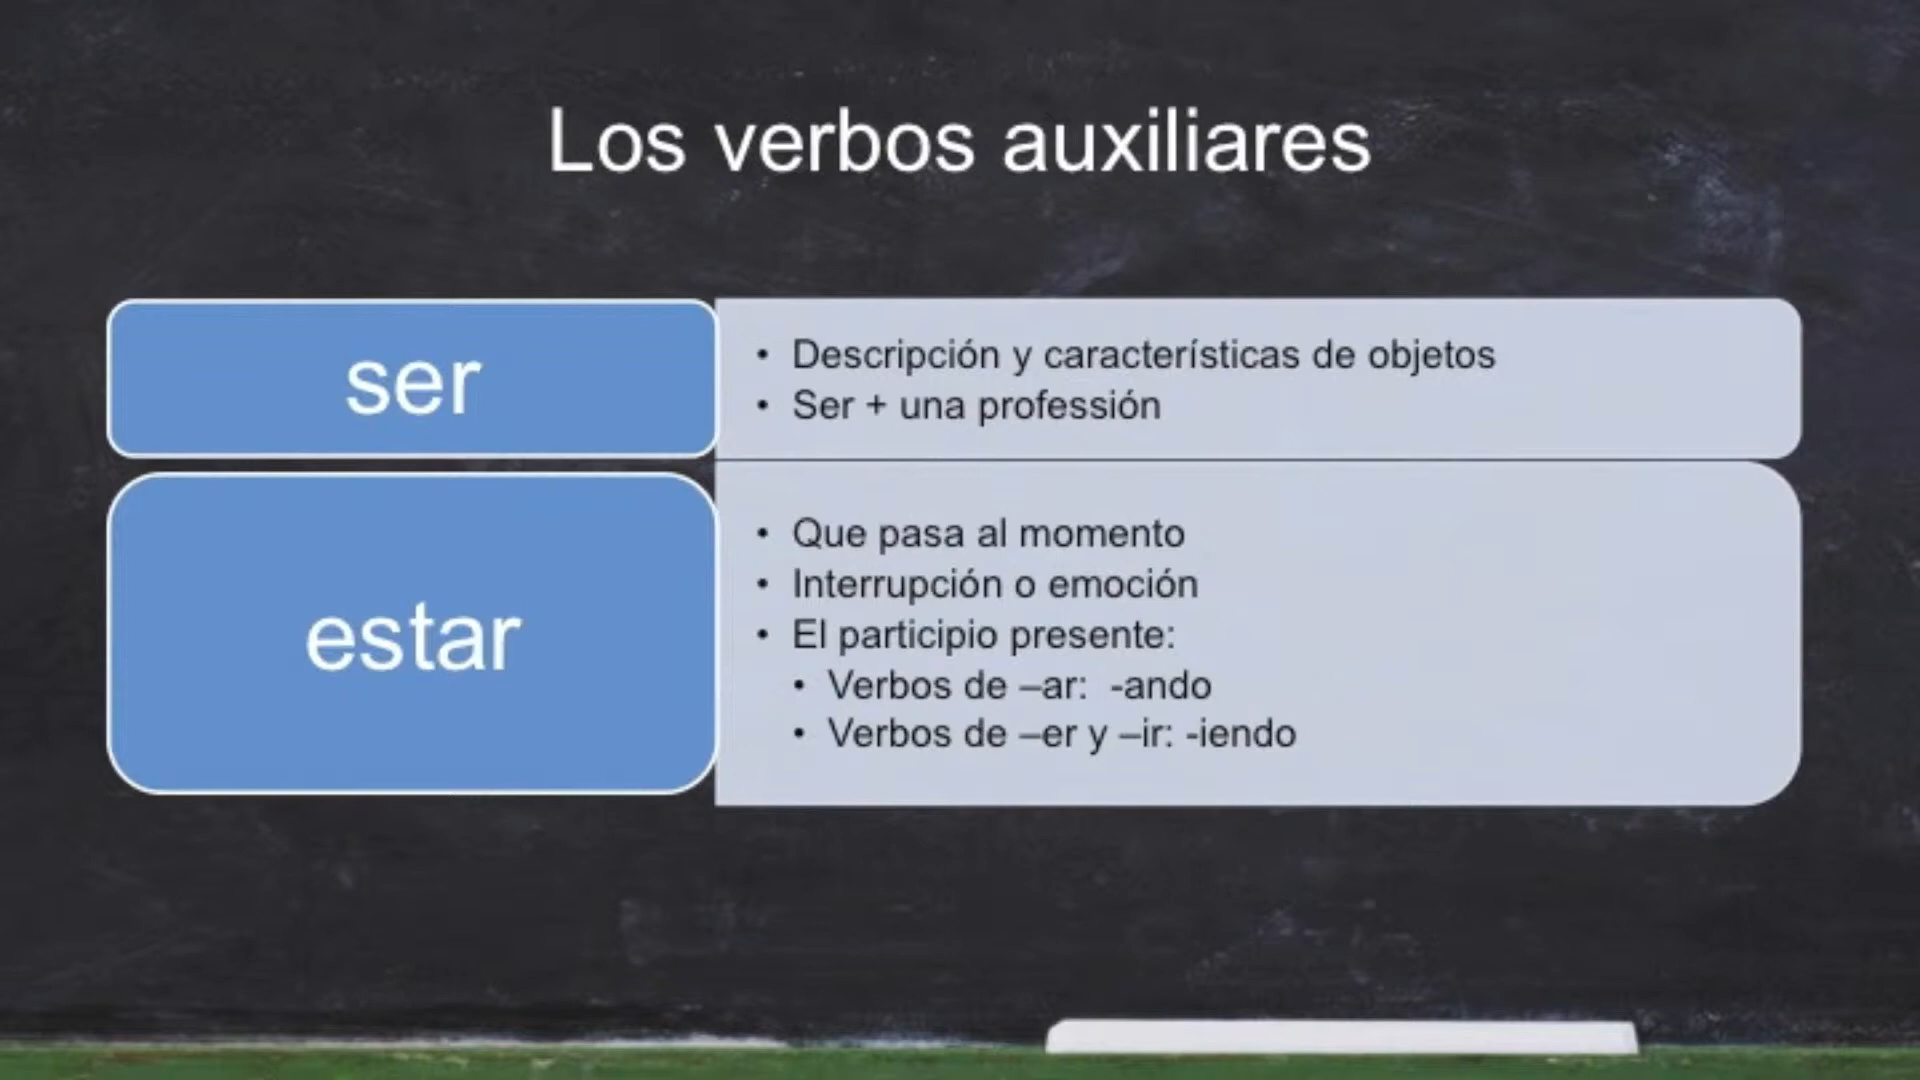 Los verbos auxiliares
ser
• Descripción y características de objetos
• Ser + una professión
estar
• Que pasa al momento
• Interrupción o emoción
• El participio presente:
• Verbos de –ar:  -ando
• Verbos de –er y –ir: -iendo